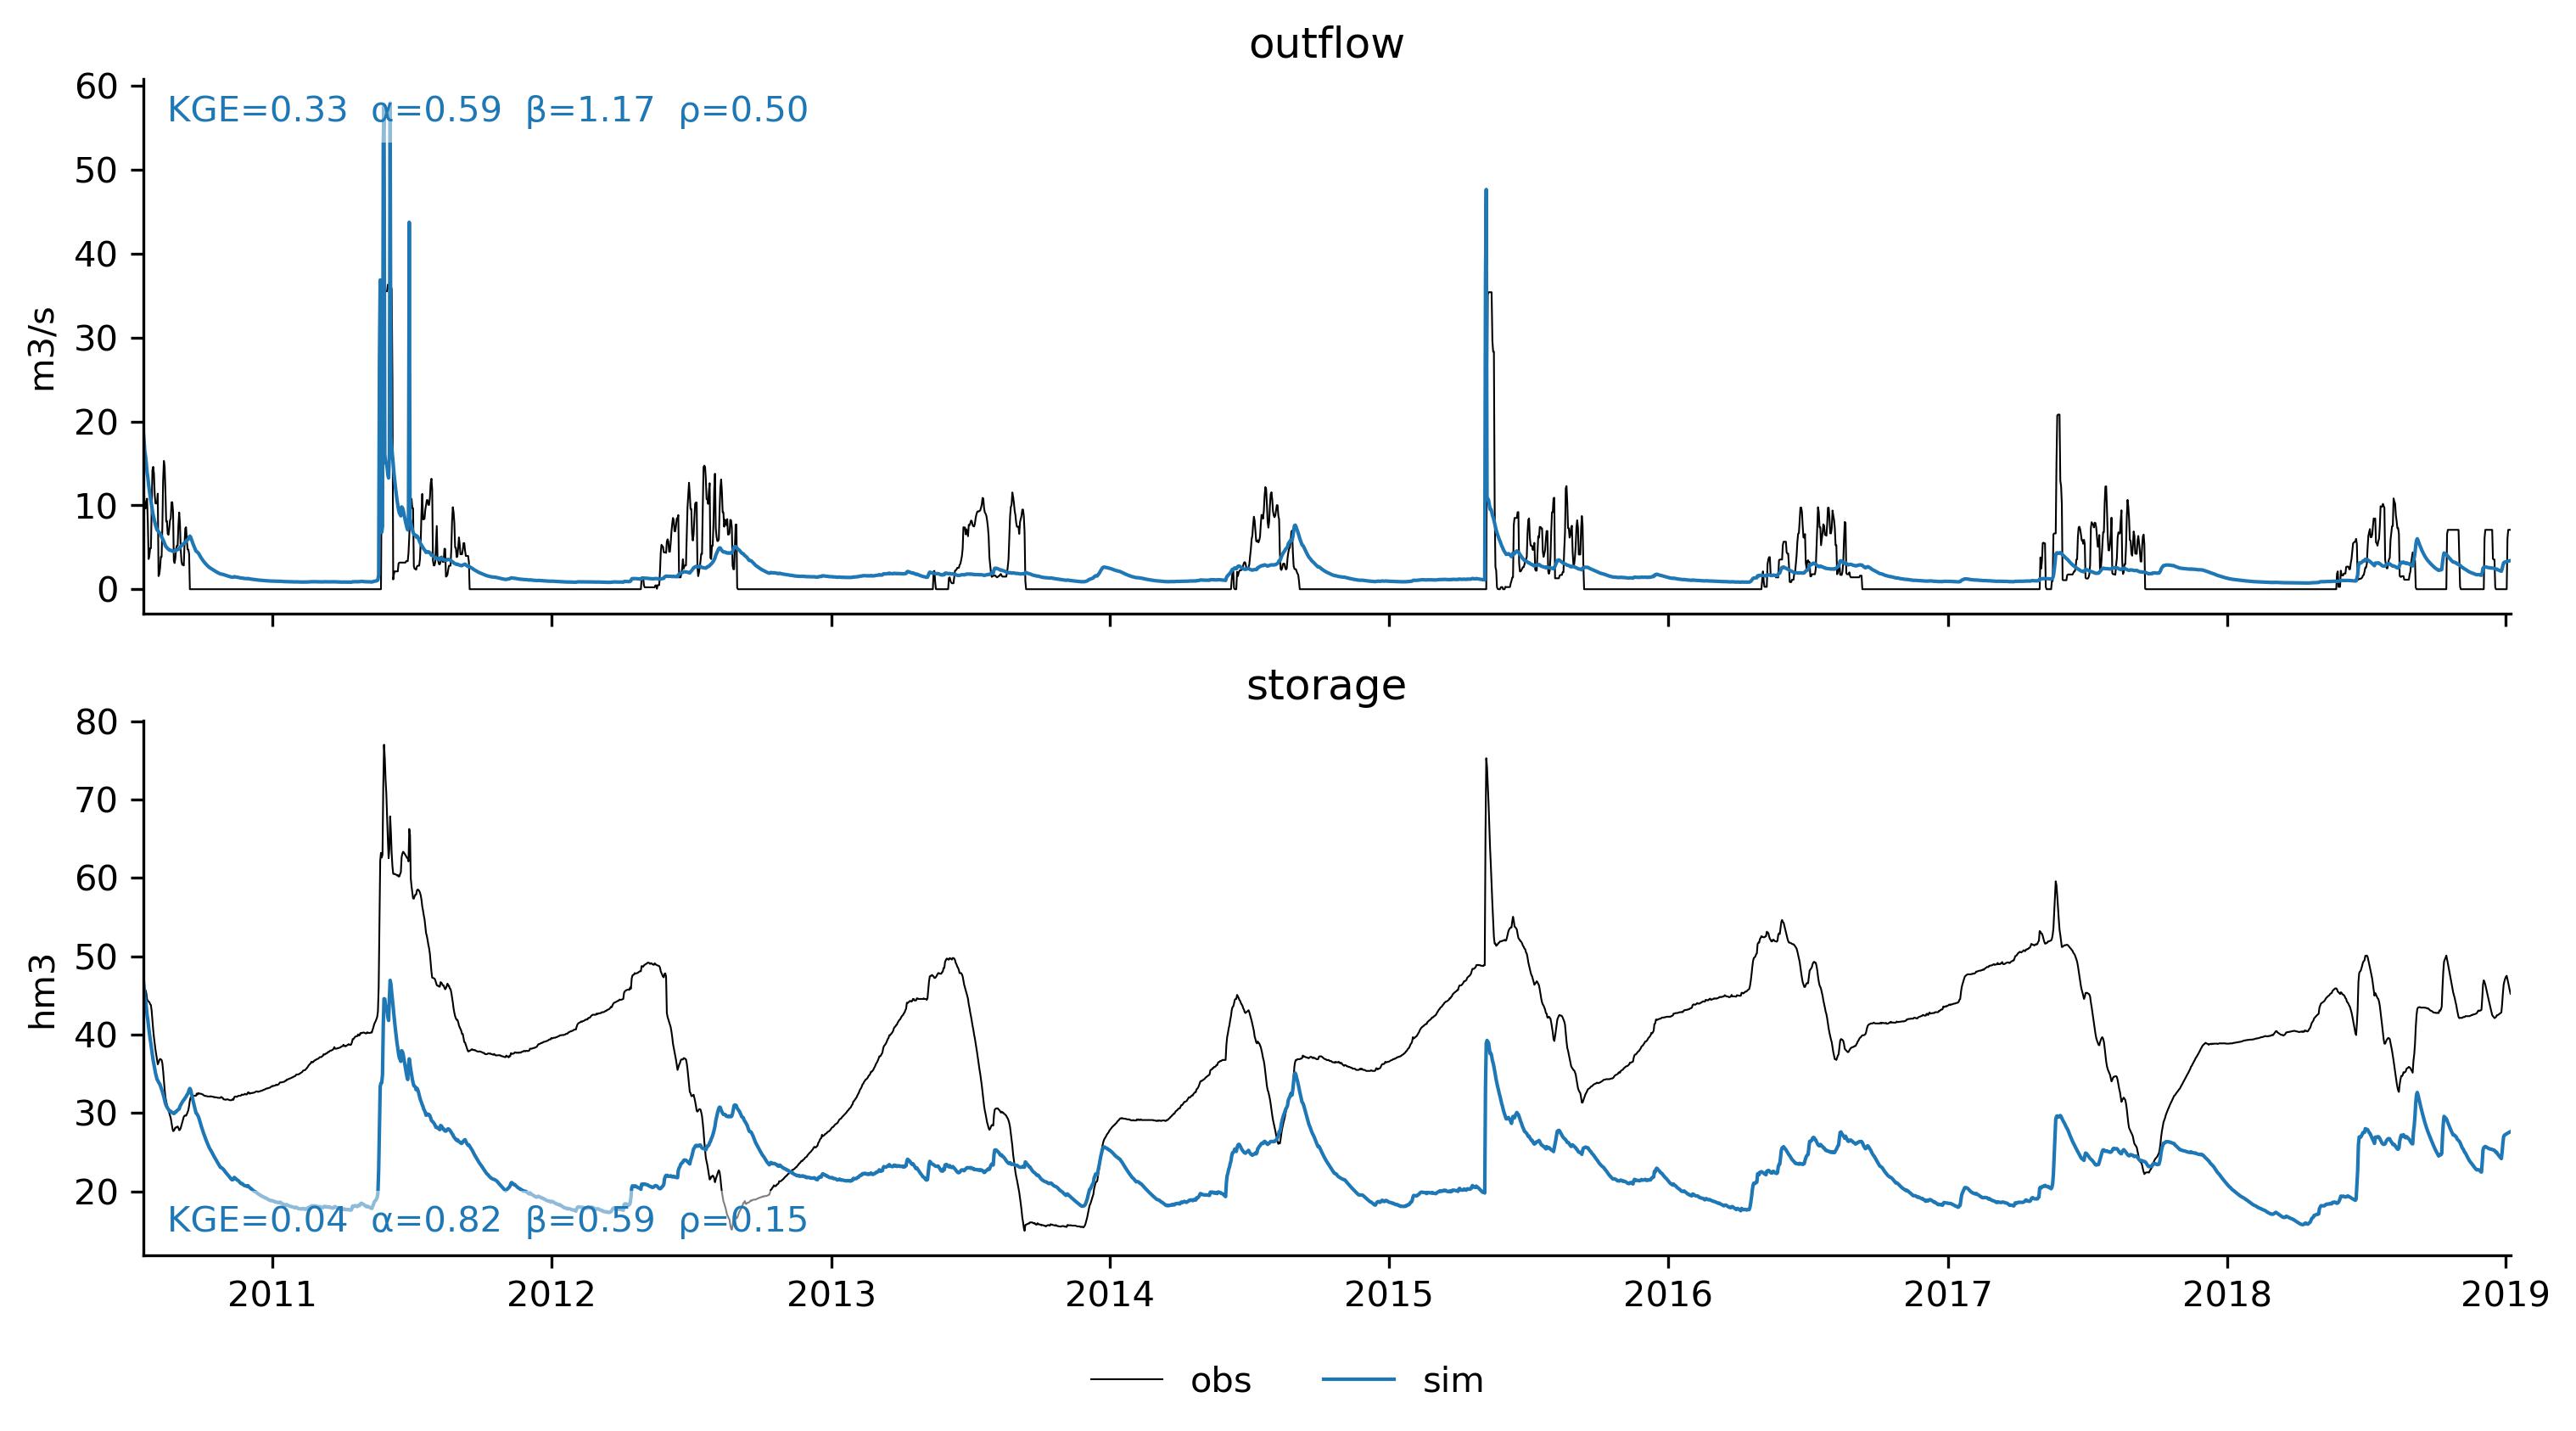 outflow
60
KGE=0.33 α=0.59 β=1.17 ρ=0.50
50
40
30
20
10
0
m3/s
storage
80
70
60
50
40
30
20
hm3
KGE=0.04 α=0.82 β=0.59 ρ=0.15
2011 2012 2013 2014 2015 2016 2017 2018 2019
obs sim